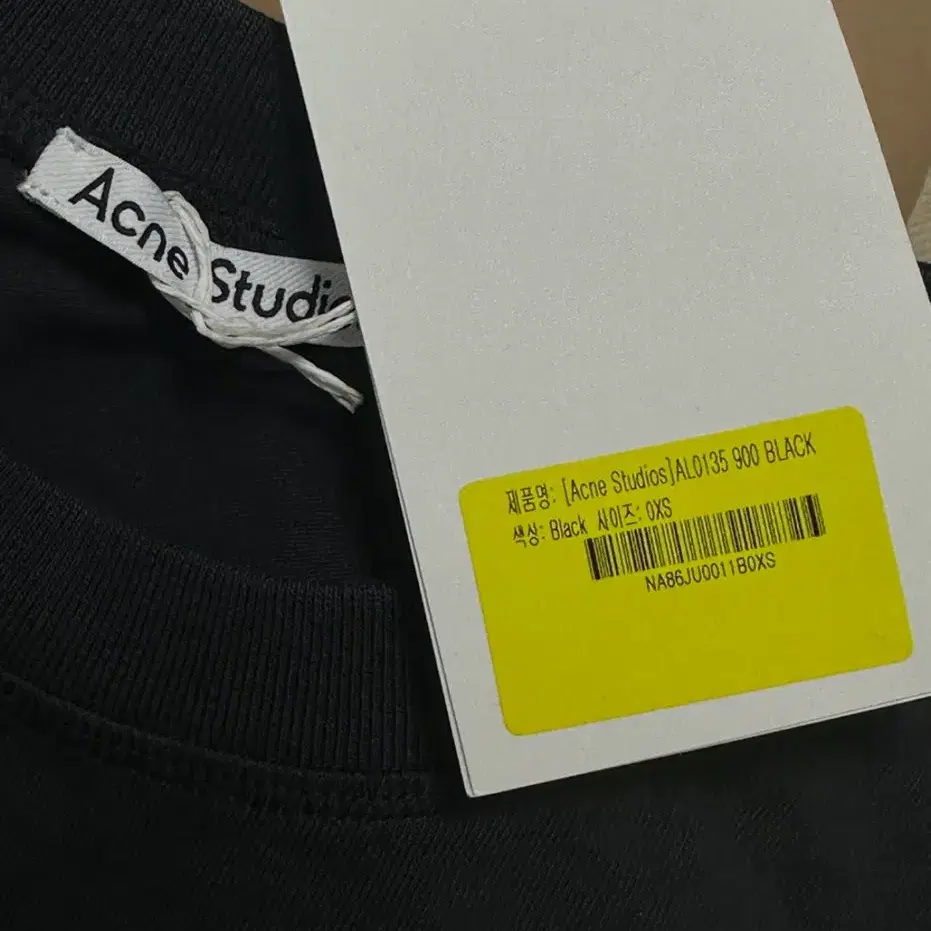 Acne Studio
제품명: [Acne Studios]AL0135 900 BLACK
색상: Black 사이즈: 0XS
NA86JU0011B0XS